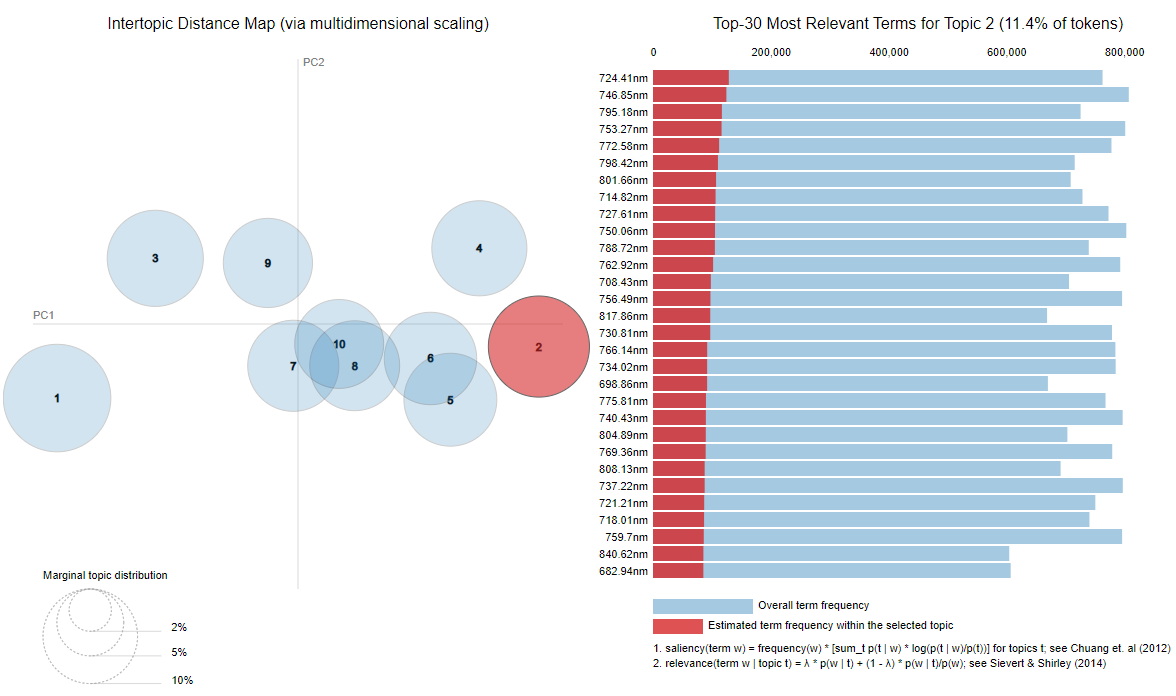 Intertopic Distance Map (via multidimensional scaling)
PC2
PC1
3
9
4
10
7
8
6
2
5
1
Marginal topic distribution
2%
5%
10%
Top-30 Most Relevant Terms for Topic 2 (11.4% of tokens)
0 200,000 400,000 600,000 800,000
724.41nm
746.85nm
795.18nm
753.27nm
772.58nm
798.42nm
801.66nm
714.82nm
727.61nm
750.06nm
788.72nm
762.92nm
708.43nm
756.49nm
817.86nm
730.81nm
766.14nm
734.02nm
698.86nm
775.81nm
740.43nm
804.89nm
769.36nm
808.13nm
737.22nm
721.21nm
718.01nm
759.7nm
840.62nm
682.94nm
Overall term frequency
Estimated term frequency within the selected topic
1. saliency(term w) = frequency(w) * [sum_t p(t | w) * log(p(t | w)/p(t))] for topics t; see Chuang et. al (2012)
2. relevance(term w | topic t) = λ * p(w | t) + (1 - λ) * p(w | t)/p(w); see Sievert & Shirley (2014)